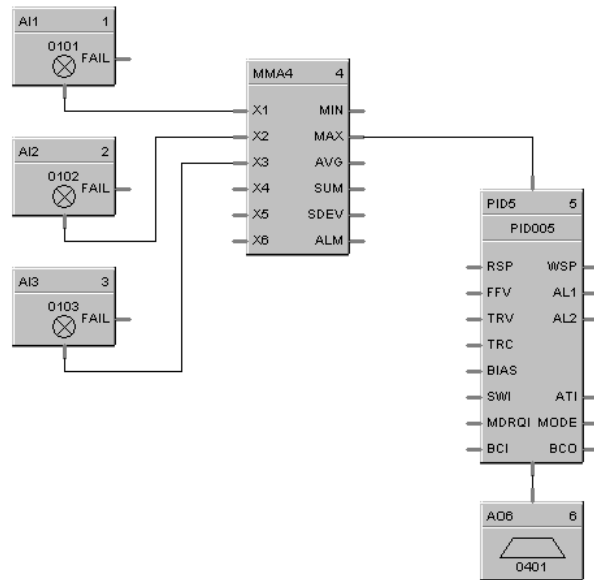 AI1 1
0101
FAIL
AI2 2
0102
FAIL
AI3 3
0103
FAIL
MMA4 4
X1 MIN
X2 MAX
X3 AVG
X4 SUM
X5 SDEV
X6 ALM
PID5 5
PID005
RSP WSP
FFV AL1
TRV AL2
TRC
BIAS
SWI ATI
MDRQI MODE
BCI BCO
AO6 6
0401